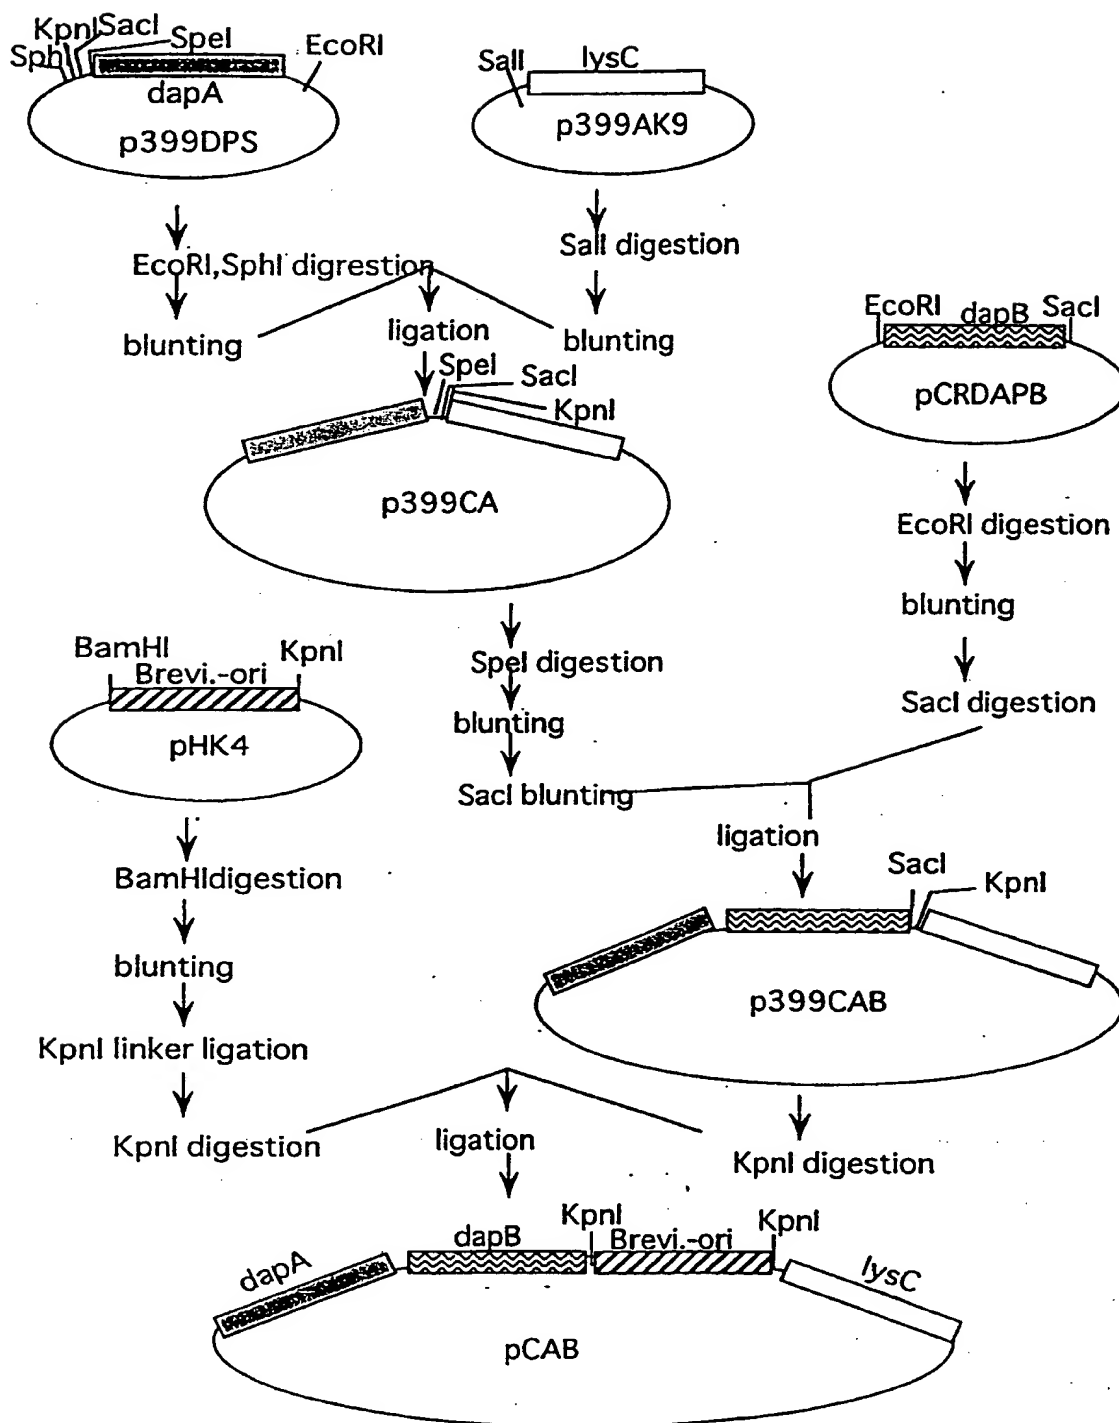 KpnI
SacI
Sph
SpeI
EcoRI
dapA
p399DPS
SalI
lysC
p399AK9
EcoRI,SphI digrestion
blunting
SalI digestion
blunting
ligation
SpeI
SacI
KpnI
p399CA
EcoRI
dapB
SacI
pCRDAPB
EcoRI digestion
blunting
SacI digestion
SpeI digestion
blunting
SacI blunting
BamHI
Brevi.-ori
KpnI
pHK4
BamHIdigestion
blunting
KpnI linker ligation
KpnI digestion
ligation
SacI
KpnI
p399CAB
KpnI digestion
ligation
dapA
dapB
KpnI
Brevi.-ori
KpnI
lysC
pCAB